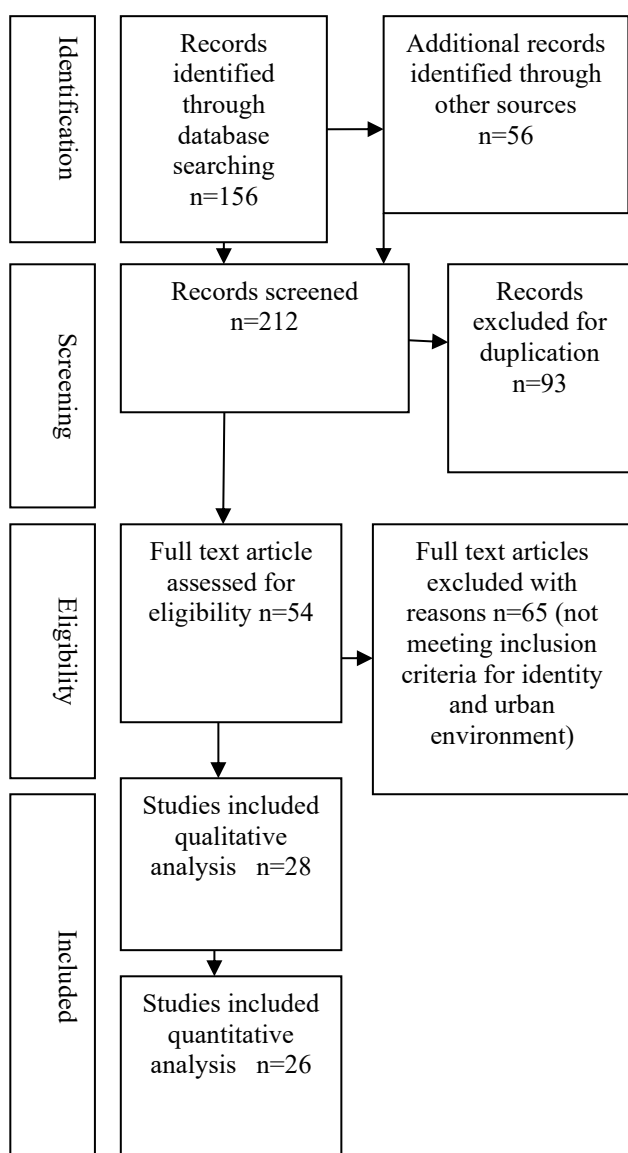 Identification
Records
identified
through
database
searching
n=156
Additional records
identified through
other sources
n=56
Screening
Records screened
n=212
Records
excluded for
duplication
n=93
Eligibility
Full text article
assessed for
eligibility n=54
Full text articles
excluded with
reasons n=65 (not
meeting inclusion
criteria for identity
and urban
environment)
Included
Studies included
qualitative
analysis n=28
Studies included
quantitative
analysis n=26